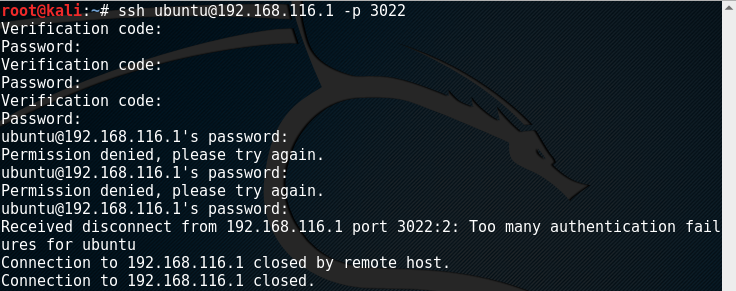 root@kali:~# ssh ubuntu@192.168.116.1 -p 3022
Verification code:
Password:
Verification code:
Password:
Verification code:
Password:
ubuntu@192.168.116.1's password:
Permission denied, please try again.
ubuntu@192.168.116.1's password:
Permission denied, please try again.
ubuntu@192.168.116.1's password:
Received disconnect from 192.168.116.1 port 3022:2: Too many authentication fail
ures for ubuntu
Connection to 192.168.116.1 closed by remote host.
Connection to 192.168.116.1 closed.